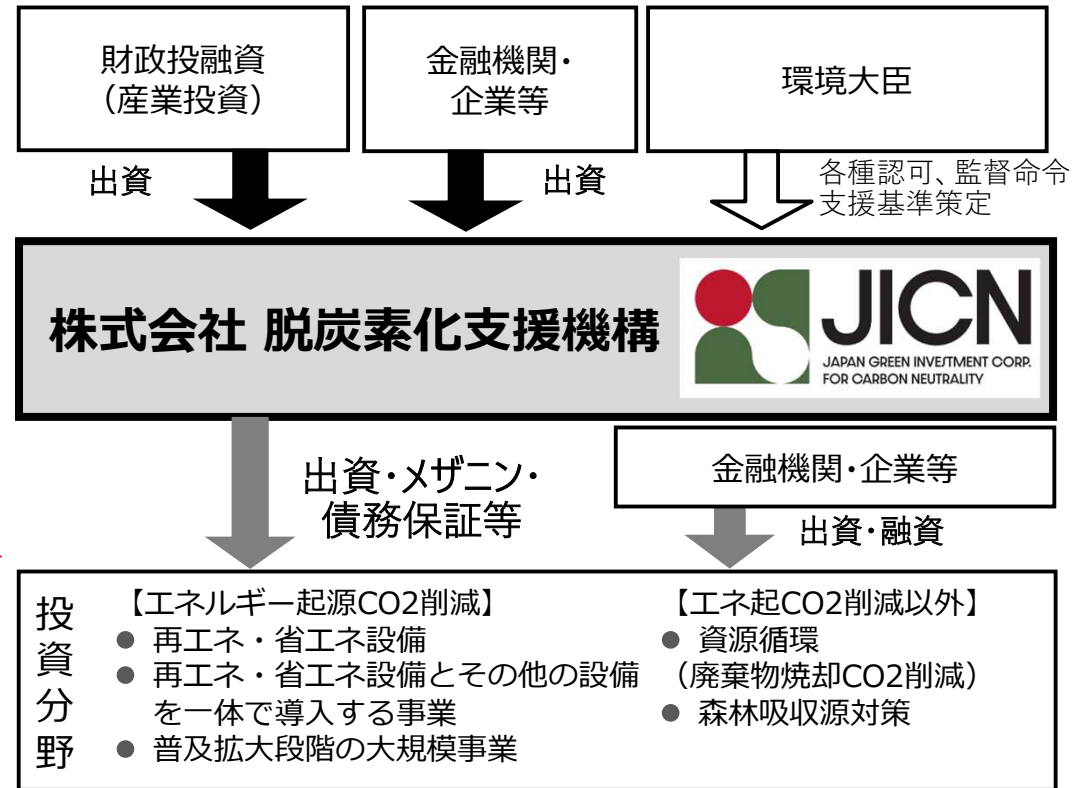 財政投融資
（産業投資）
金融機関・
企業等
環境大臣
出資
出資
各種認可、監督命令
支援基準策定
株式会社 脱炭素化支援機構
JICN
JAPAN GREEN INVESTMENT CORP.
FOR CARBON NEUTRALITY
出資・メザニン・
債務保証等
金融機関・企業等
出資・融資
投資分野
【エネルギー起源CO2削減】
● 再エネ・省エネ設備
● 再エネ・省エネ設備とその他の設備
を一体で導入する事業
● 普及拡大段階の大規模事業
【エネ起CO2削減以外】
● 資源循環
（廃棄物焼却CO2削減）
● 森林吸収源対策